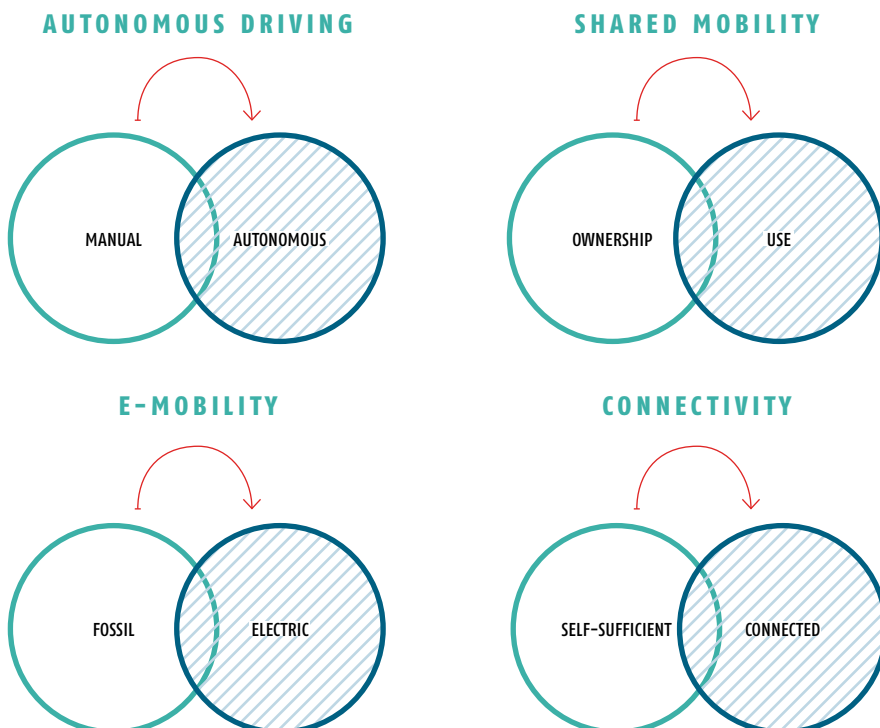 AUTONOMOUS DRIVING
MANUAL
AUTONOMOUS
SHARED MOBILITY
OWNERSHIP
USE
E-MOBILITY
FOSSIL
ELECTRIC
CONNECTIVITY
SELF-SUFFICIENT
CONNECTED